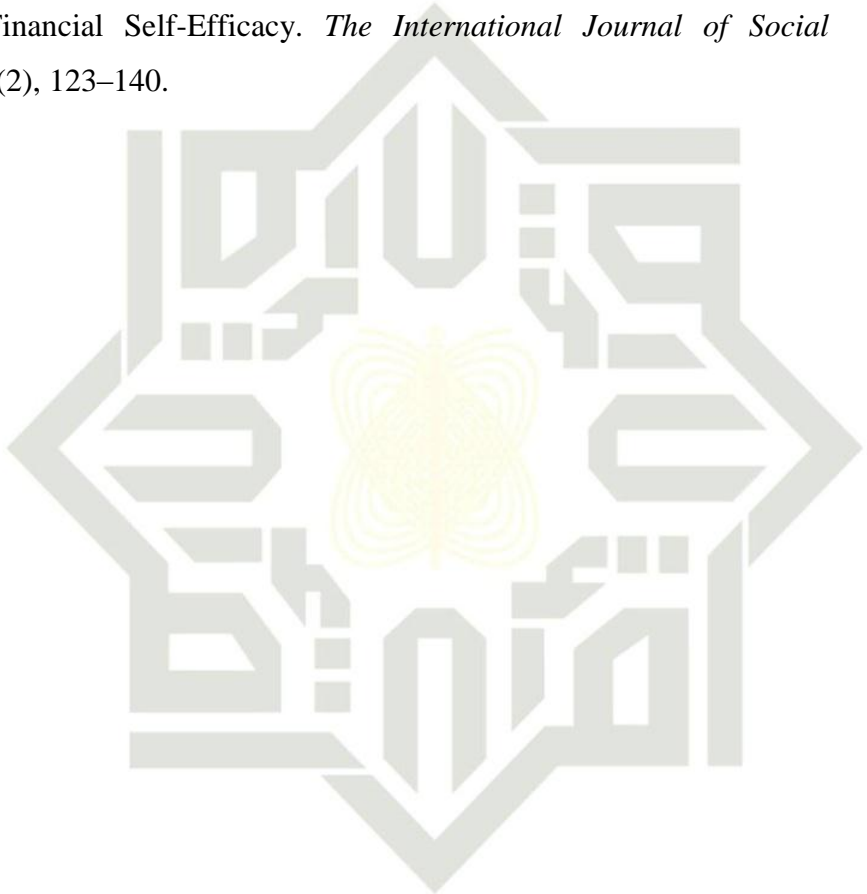 Financial Self-Efficacy. The International Journal of Social
(2), 123–140.